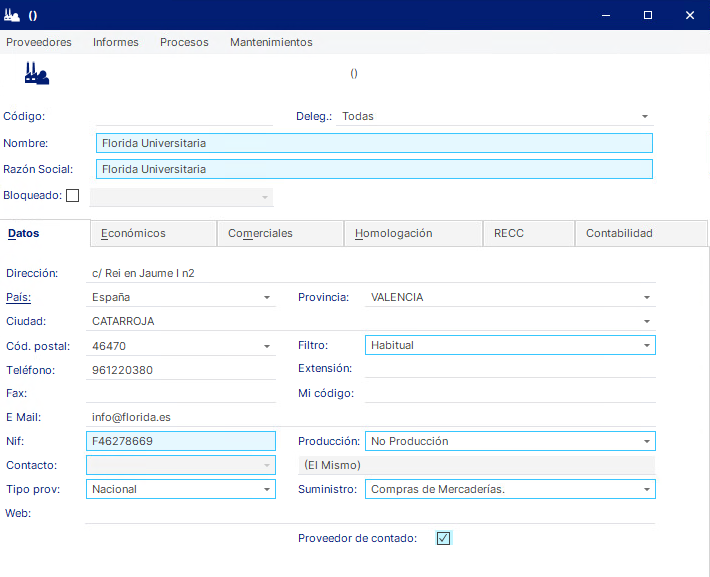 ()
Proveedores Informes Procesos Mantenimientos
()
Código: Deleg.: Todas
Nombre: Florida Universitaria
Razón Social: Florida Universitaria
Bloqueado:
Datos Económicos Comerciales Homologación RECC Contabilidad
Dirección: c/ Rei en Jaume I n2
País: España Provincia: VALENCIA
Ciudad: CATARROJA
Cód. postal: 46470 Filtro: Habitual
Teléfono: 961220380 Extensión:
Fax: Mi código:
E Mail: info@florida.es
Nif: F46278669 Producción: No Producción
Contacto: (El Mismo)
Tipo prov: Nacional Suministro: Compras de Mercaderías.
Web:
Proveedor de contado: